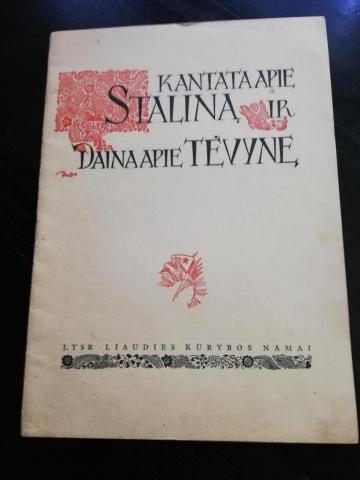 KANTATA APIE
STALINĄ IR
DAINA APIE TĖVYNĘ
LTSR LIAUDIES KŪRYBOS NAMAI